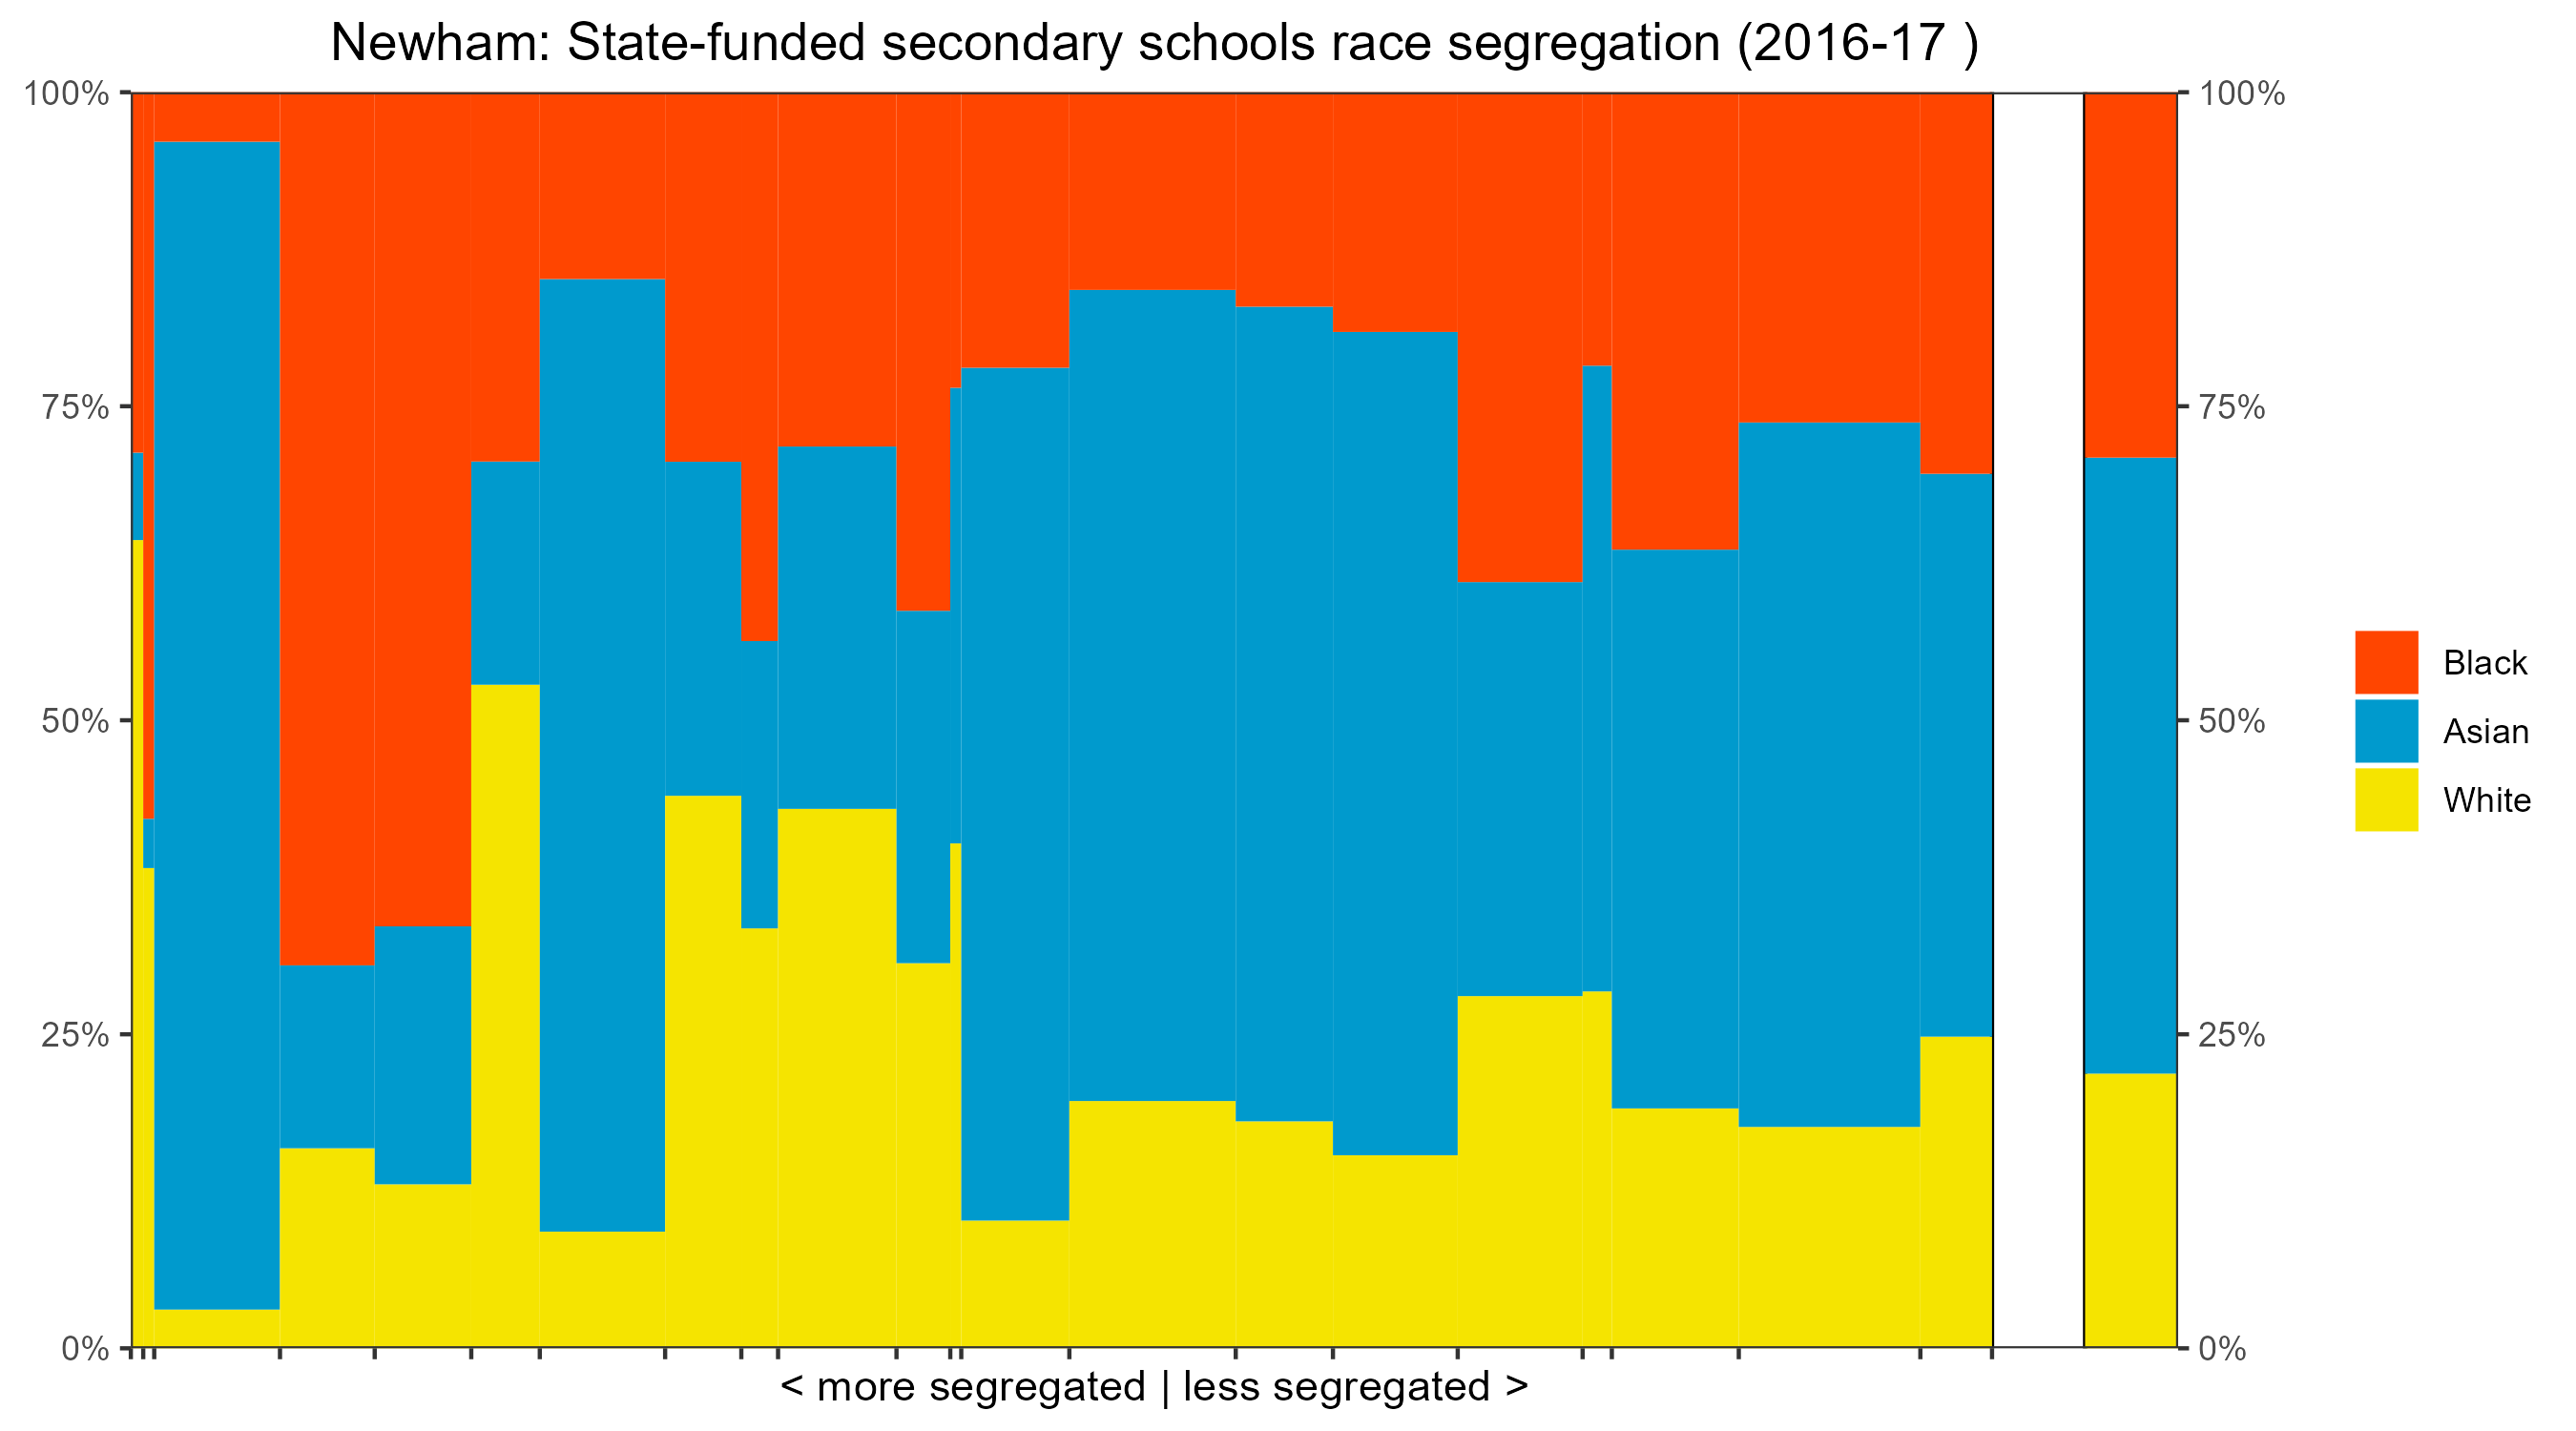 Newham: State-funded secondary schools race segregation (2016-17 )
100%
75%
50%
25%
0%
100%
75%
50%
25%
0%
Black
Asian
White
< more segregated | less segregated >